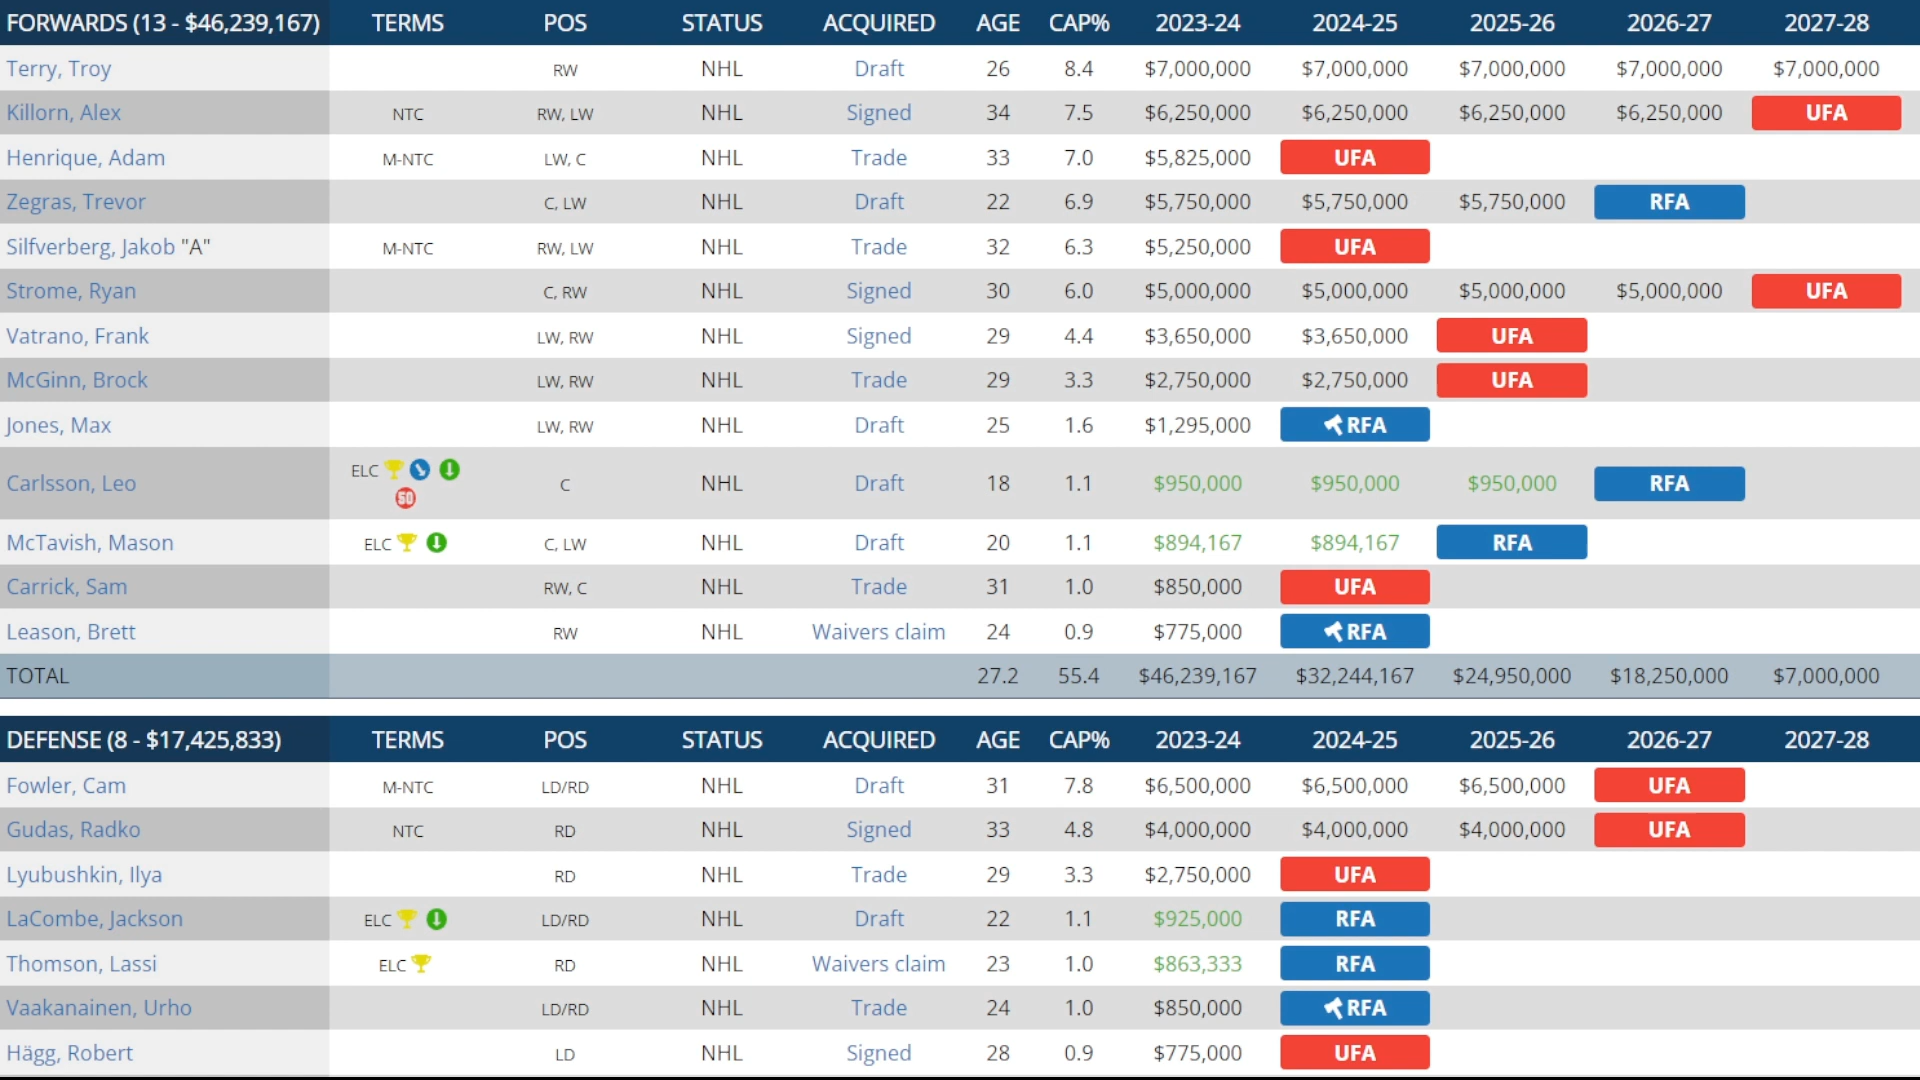 FORWARDS (13 - $46,239,167) TERMS POS STATUS ACQUIRED AGE CAP% 2023-24 2024-25 2025-26 2026-27 2027-28
Terry, Troy RW NHL Draft 26 8.4 $7,000,000 $7,000,000 $7,000,000 $7,000,000 $7,000,000
Killorn, Alex NTC RW, LW NHL Signed 34 7.5 $6,250,000 $6,250,000 $6,250,000 $6,250,000 UFA
Henrique, Adam M-NTC LW, C NHL Trade 33 7.0 $5,825,000 UFA
Zegras, Trevor C, LW NHL Draft 22 6.9 $5,750,000 $5,750,000 $5,750,000 RFA
Silfverberg, Jakob "A" M-NTC RW, LW NHL Trade 32 6.3 $5,250,000 UFA
Strome, Ryan C, RW NHL Signed 30 6.0 $5,000,000 $5,000,000 $5,000,000 $5,000,000 UFA
Vatrano, Frank LW, RW NHL Signed 29 4.4 $3,650,000 $3,650,000 UFA
McGinn, Brock LW, RW NHL Trade 29 3.3 $2,750,000 $2,750,000 UFA
Jones, Max LW, RW NHL Draft 25 1.6 $1,295,000 RFA
Carlsson, Leo ELC 50 C NHL Draft 18 1.1 $950,000 $950,000 $950,000 RFA
McTavish, Mason ELC C, LW NHL Draft 20 1.1 $894,167 $894,167 RFA
Carrick, Sam RW, C NHL Trade 31 1.0 $850,000 UFA
Leason, Brett RW NHL Waivers claim 24 0.9 $775,000 RFA
TOTAL 27.2 55.4 $46,239,167 $32,244,167 $24,950,000 $18,250,000 $7,000,000
DEFENSE (8 - $17,425,833) TERMS POS STATUS ACQUIRED AGE CAP% 2023-24 2024-25 2025-26 2026-27 2027-28
Fowler, Cam M-NTC LD/RD NHL Draft 31 7.8 $6,500,000 $6,500,000 $6,500,000 UFA
Gudas, Radko NTC RD NHL Signed 33 4.8 $4,000,000 $4,000,000 $4,000,000 UFA
Lyubushkin, Ilya RD NHL Trade 29 3.3 $2,750,000 UFA
LaCombe, Jackson ELC LD/RD NHL Draft 22 1.1 $925,000 RFA
Thomson, Lassi ELC RD NHL Waivers claim 23 1.0 $863,333 RFA
Vaakanainen, Urho LD/RD NHL Trade 24 1.0 $850,000 RFA
Hägg, Robert LD NHL Signed 28 0.9 $775,000 UFA